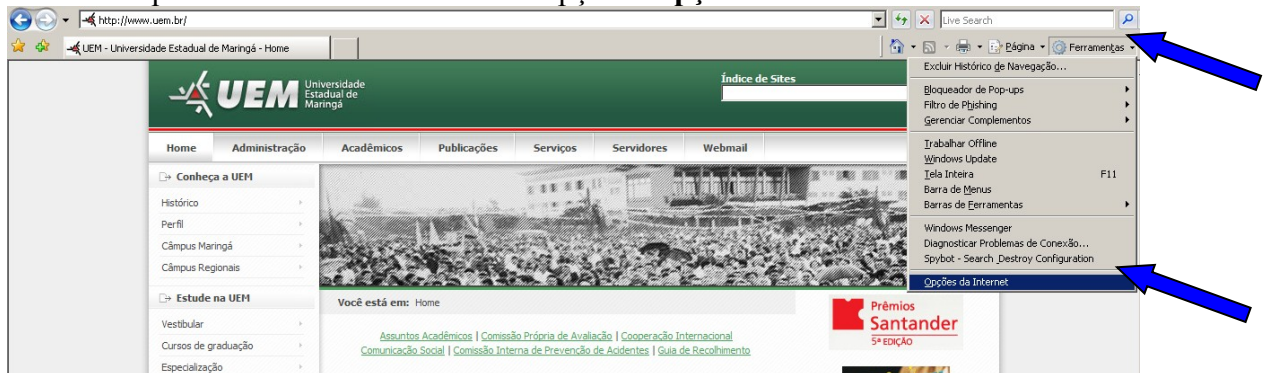 http://www.uem.br/
Live Search
UEM - Universidade Estadual de Maringá - Home
Página
Ferramentas
Excluir Histórico de Navegação...
Bloqueador de Pop-ups
Filtro de Phishing
Gerenciar Complementos
Trabalhar Offline
Windows Update
Tela Inteira F11
Barra de Menus
Barras de Ferramentas
Windows Messenger
Diagnosticar Problemas de Conexão...
Spybot - Search _Destroy Configuration
Opções da Internet
UEM
Universidade
Estadual de
Maringá
Índice de Sites
Home Administração Acadêmicos Publicações Serviços Servidores Webmail
Conheça a UEM
Histórico
Perfil
Câmpus Maringá
Câmpus Regionais
Estude na UEM
Vestibular
Cursos de graduação
Especialização
Você está em: Home
Assuntos Acadêmicos | Comissão Própria de Avaliação | Cooperação Internacional
Comunicação Social | Comissão Interna de Prevenção de Acidentes | Guia de Recolhimento
Prêmios
Santander
5ª EDIÇÃO